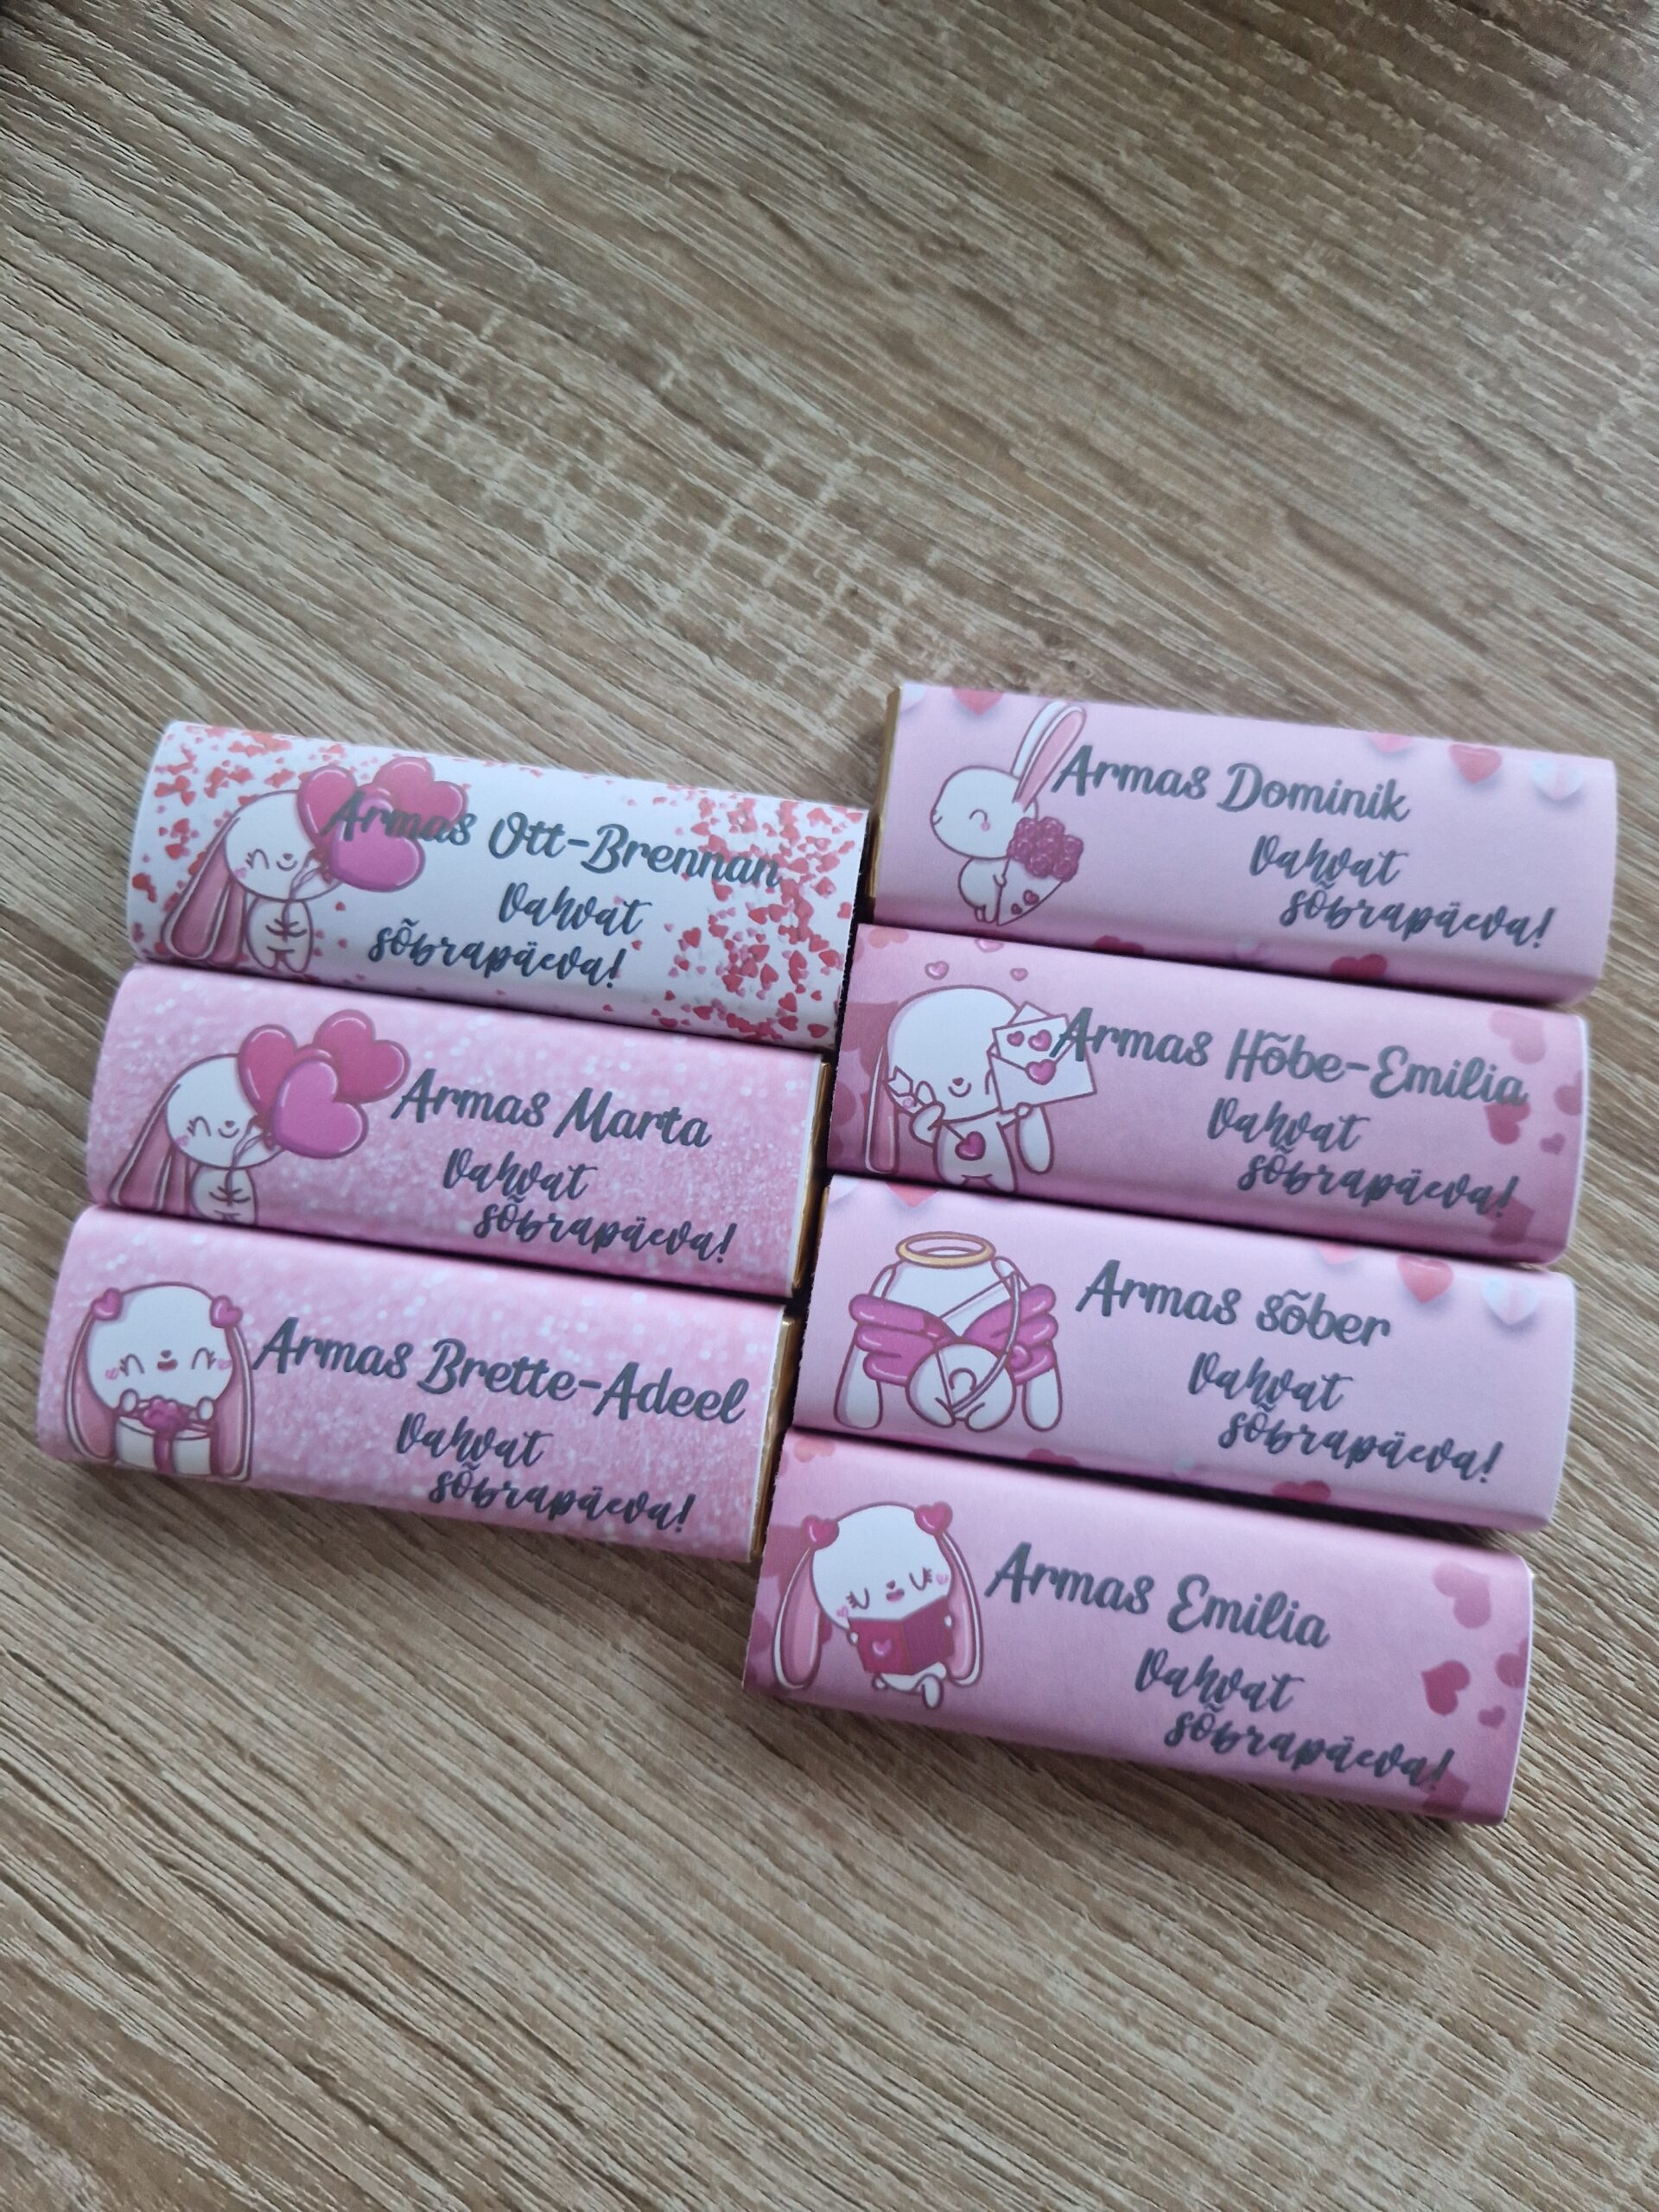 Armas Ott-Brennan
Vahvat
sõbrapäeva!
Armas Marta
Vahvat
sõbrapäeva!
Armas Brette-Adeel
Vahvat
sõbrapäeva!
Armas Dominik
Vahvat
sõbrapäeva!
Armas Hõbe-Emilia
Vahvat
sõbrapäeva!
Armas sõber
Vahvat
sõbrapäeva!
Armas Emilia
Vahvat
sõbrapäeva!